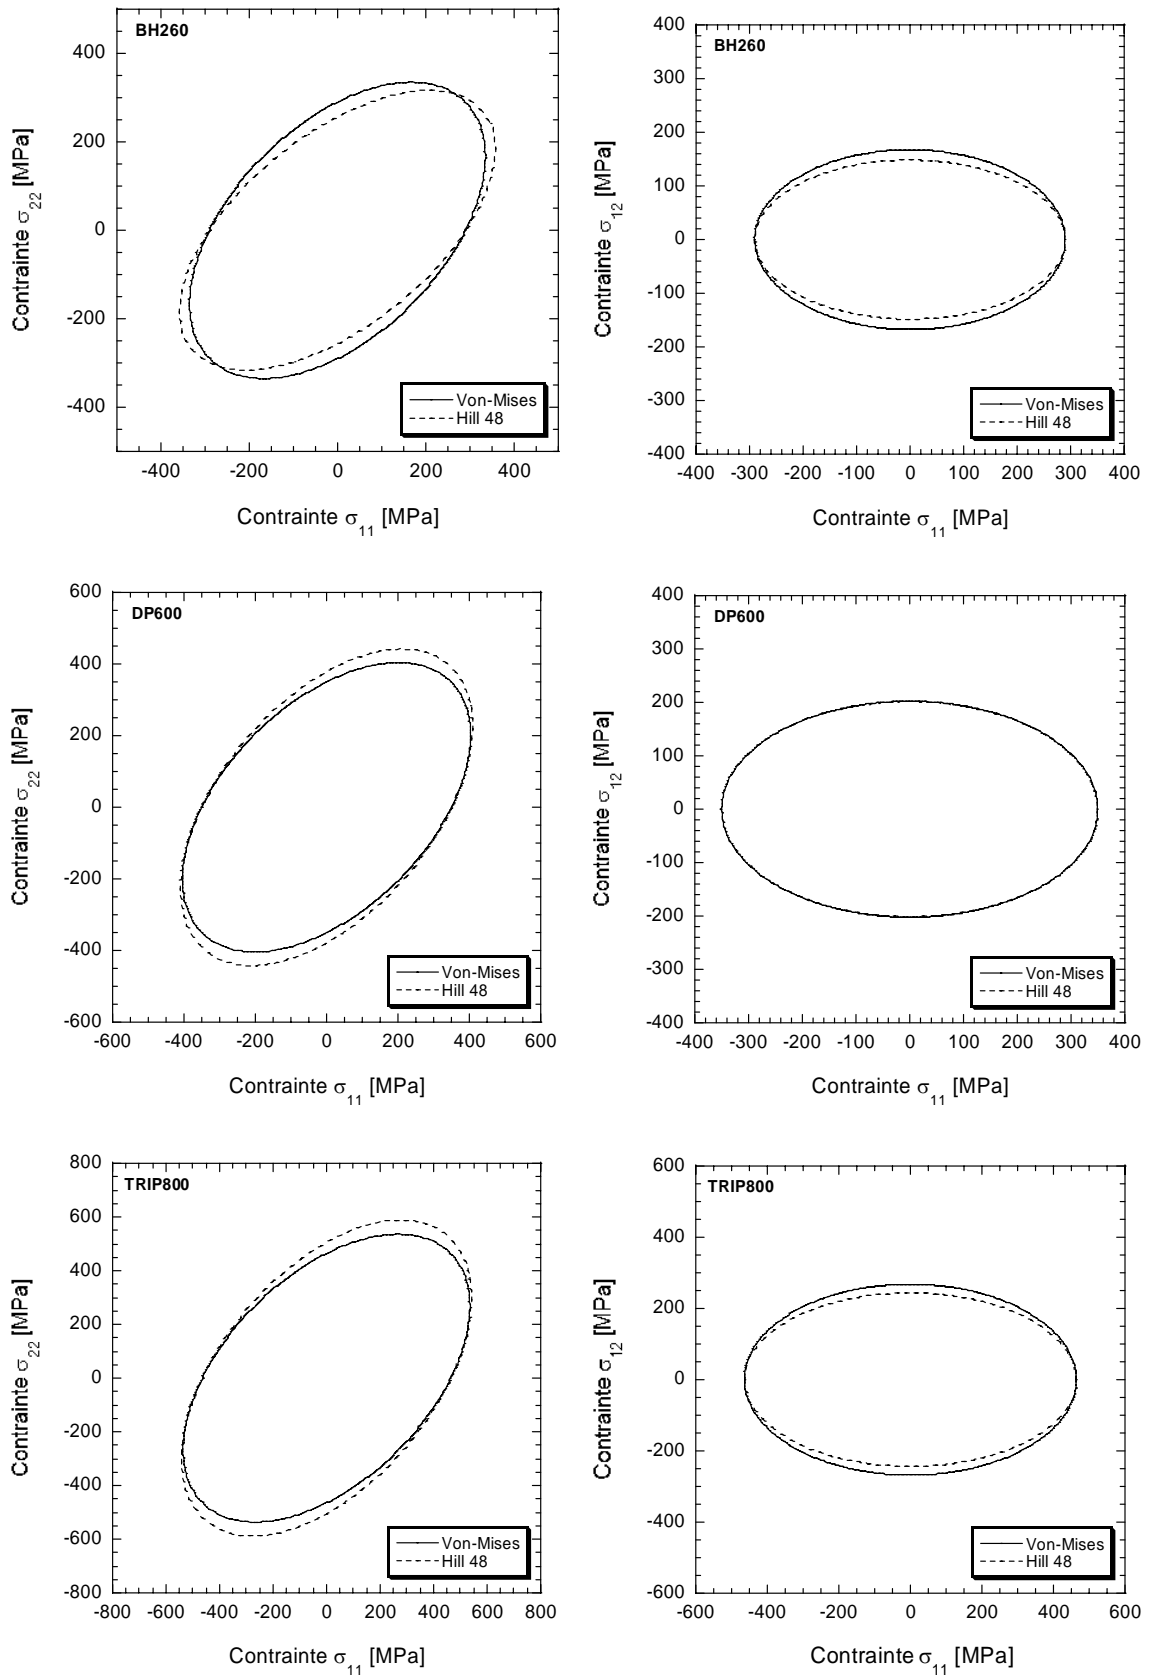 BH260
Contrainte σ22 [MPa]
400
200
0
-200
-400
-400 -200 0 200 400
Contrainte σ11 [MPa]
Von-Mises
Hill 48
BH260
Contrainte σ12 [MPa]
400
300
200
100
0
-100
-200
-300
-400
-400 -300 -200 -100 0 100 200 300 400
Contrainte σ11 [MPa]
Von-Mises
Hill 48
DP600
Contrainte σ22 [MPa]
600
400
200
0
-200
-400
-600
-600 -400 -200 0 200 400 600
Contrainte σ11 [MPa]
Von-Mises
Hill 48
DP600
Contrainte σ12 [MPa]
400
300
200
100
0
-100
-200
-300
-400
-400 -300 -200 -100 0 100 200 300 400
Contrainte σ11 [MPa]
Von-Mises
Hill 48
TRIP800
Contrainte σ22 [MPa]
800
600
400
200
0
-200
-400
-600
-800
-800 -600 -400 -200 0 200 400 600 800
Contrainte σ11 [MPa]
Von-Mises
Hill 48
TRIP800
Contrainte σ12 [MPa]
600
400
200
0
-200
-400
-600
-600 -400 -200 0 200 400 600
Contrainte σ11 [MPa]
Von-Mises
Hill 48